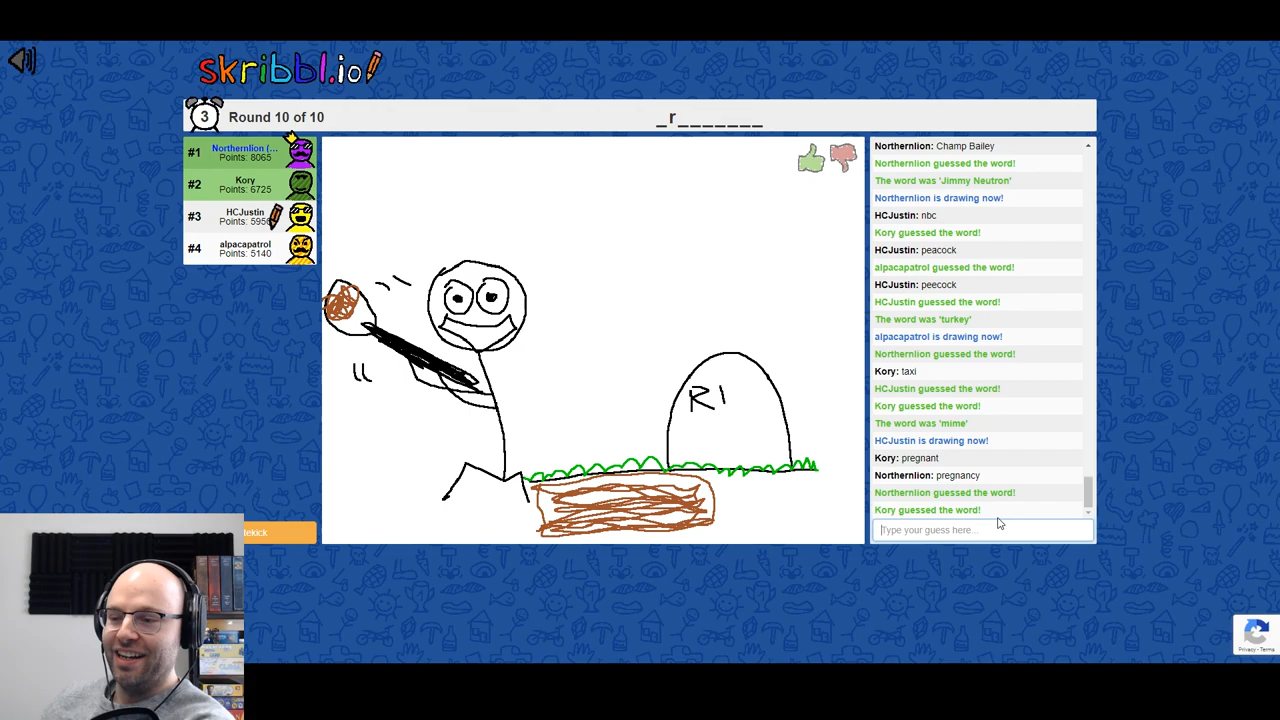 skribbl.io
3
Round 10 of 10
_r_______
#1
Northernlion (...
Points: 8065
#2
Kory
Points: 6725
#3
HCJustin
#4
alpacapatrol
Points: 5140
RI
Northernlion: Champ Bailey
Northernlion guessed the word!
The word was 'Jimmy Neutron'
Northernlion is drawing now!
HCJustin: nbc
Kory guessed the word!
HCJustin: peacock
alpacapatrol guessed the word!
HCJustin: peecock
HCJustin guessed the word!
The word was 'turkey'
alpacapatrol is drawing now!
Northernlion guessed the word!
Kory: taxi
HCJustin guessed the word!
Kory guessed the word!
The word was 'mime'
HCJustin is drawing now!
Kory: pregnant
Northernlion: pregnancy
Northernlion guessed the word!
Kory guessed the word!
Type your guess here...
Privacy - Terms